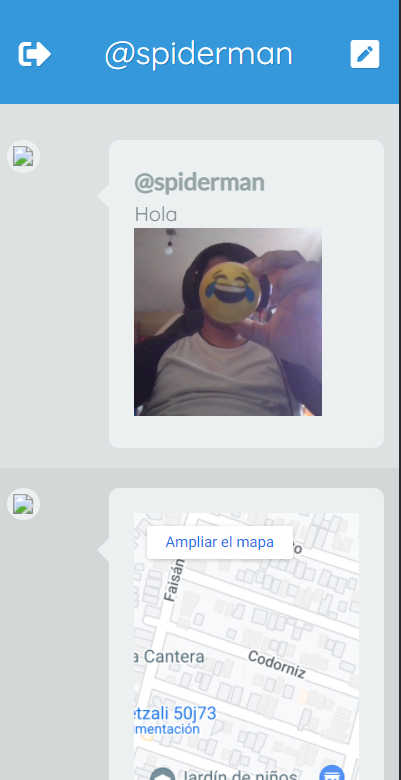 @spiderman
@spiderman
Hola
Ampliar el mapa
Faisán
Codorniz
a Cantera
etzali 50j73
mentación
Jardín de niños